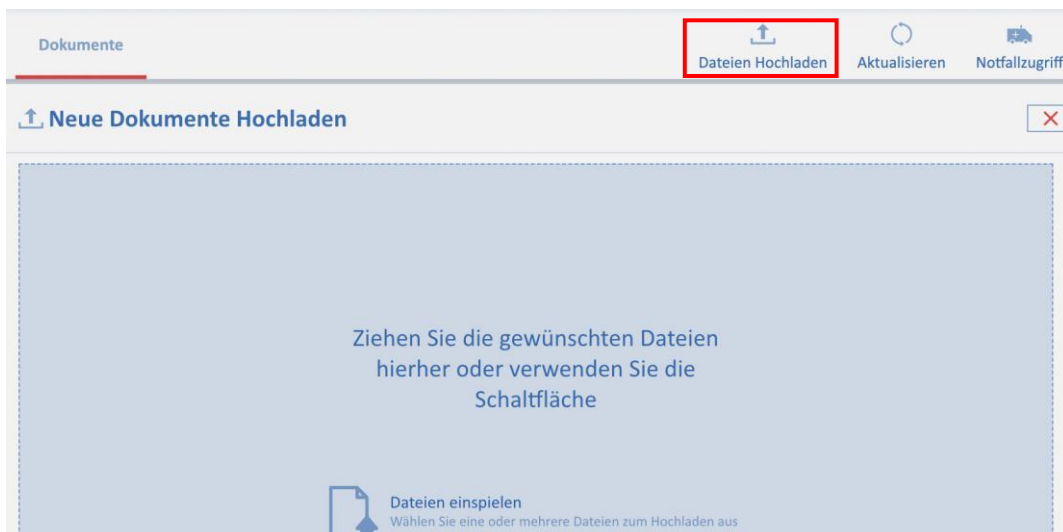 Dokumente
Dateien Hochladen
Aktualisieren
Notfallzugriff
Neue Dokumente Hochladen
Ziehen Sie die gewünschten Dateien
hierher oder verwenden Sie die
Schaltfläche
Dateien einspielen
Wählen Sie eine oder mehrere Dateien zum Hochladen aus